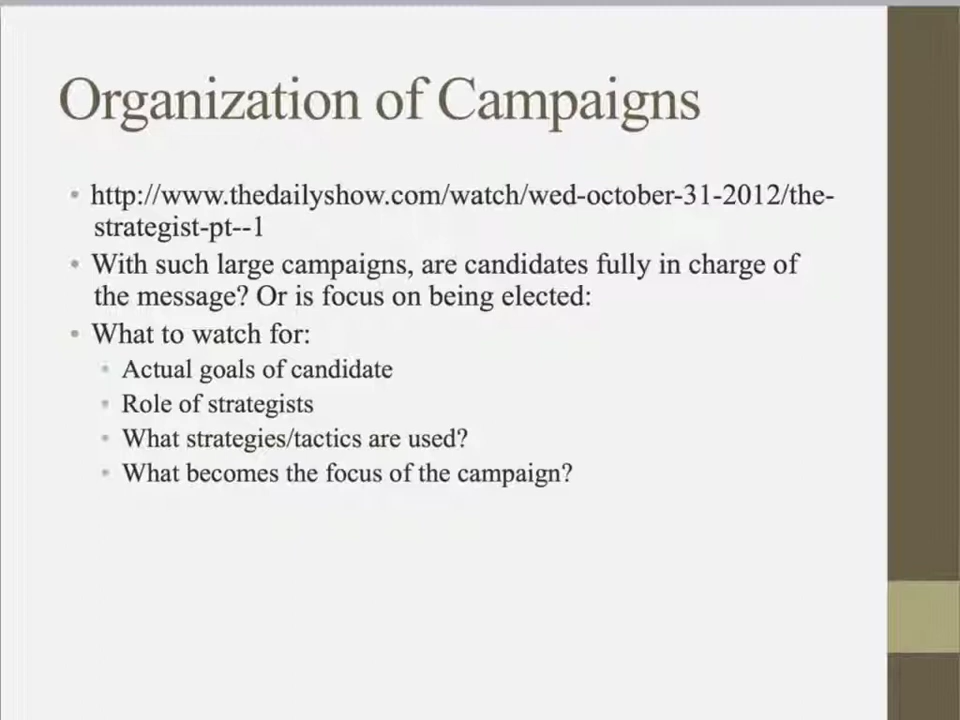 Organization of Campaigns
• http://www.thedailyshow.com/watch/wed-october-31-2012/the-
strategist-pt--1
• With such large campaigns, are candidates fully in charge of
the message? Or is focus on being elected:
• What to watch for:
• Actual goals of candidate
• Role of strategists
• What strategies/tactics are used?
• What becomes the focus of the campaign?